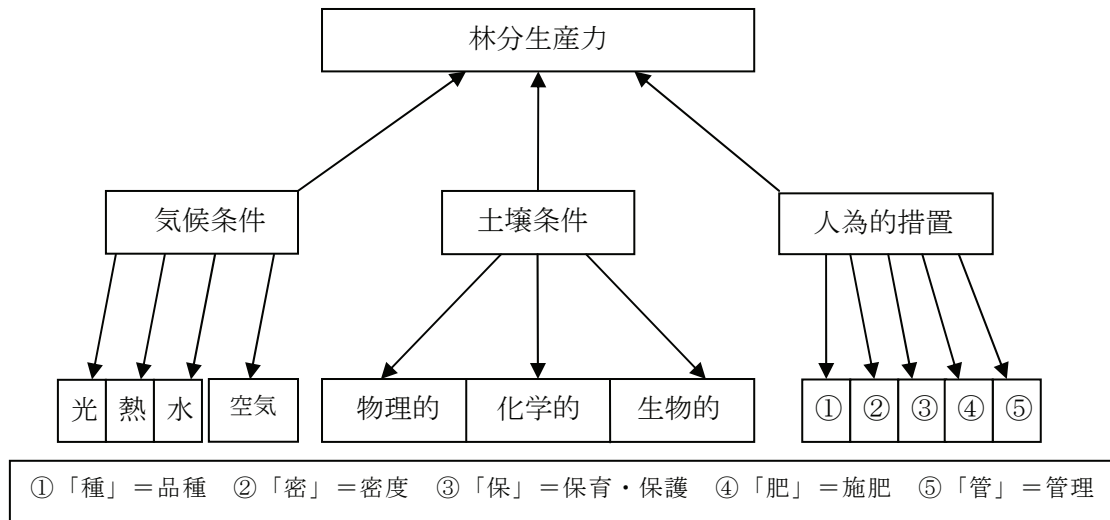 林分生産力
気候条件 土壌条件 人為的措置
光 熱 水 空気 物理的 化学的 生物的 ① ② ③ ④ ⑤
①「種」＝品種 ②「密」＝密度 ③「保」＝保育・保護 ④「肥」＝施肥 ⑤「管」＝管理